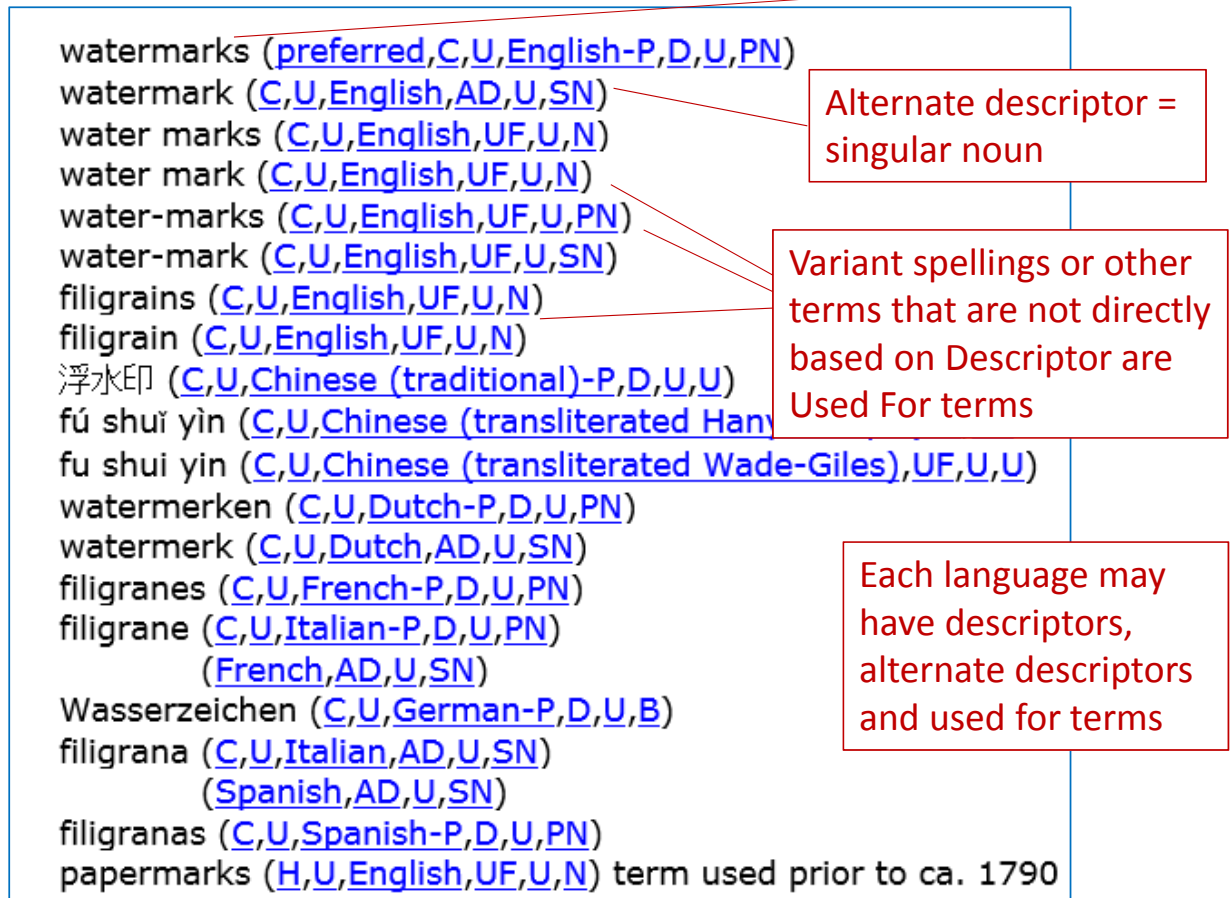 watermarks (preferred,C,U,English-P,D,U,PN)
watermark (C,U,English,AD,U,SN)
water marks (C,U,English,UF,U,N)
water mark (C,U,English,UF,U,N)
water-marks (C,U,English,UF,U,PN)
water-mark (C,U,English,UF,U,SN)
filigrains (C,U,English,UF,U,N)
filigrain (C,U,English,UF,U,N)
浮水印 (C,U,Chinese (traditional)-P,D,U,U)
fú shuǐ yìn (C,U,Chinese (transliterated Han
fu shui yin (C,U,Chinese (transliterated Wade-Giles),UF,U,U)
watermerken (C,U,Dutch-P,D,U,PN)
watermerk (C,U,Dutch,AD,U,SN)
filigranes (C,U,French-P,D,U,PN)
filigrane (C,U,Italian-P,D,U,PN)
(French,AD,U,SN)
Wasserzeichen (C,U,German-P,D,U,B)
filigrana (C,U,Italian,AD,U,SN)
(Spanish,AD,U,SN)
filigranas (C,U,Spanish-P,D,U,PN)
papermarks (H,U,English,UF,U,N) term used prior to ca. 1790
Alternate descriptor =
singular noun
Variant spellings or other
terms that are not directly
based on Descriptor are
Used For terms
Each language may
have descriptors,
alternate descriptors
and used for terms